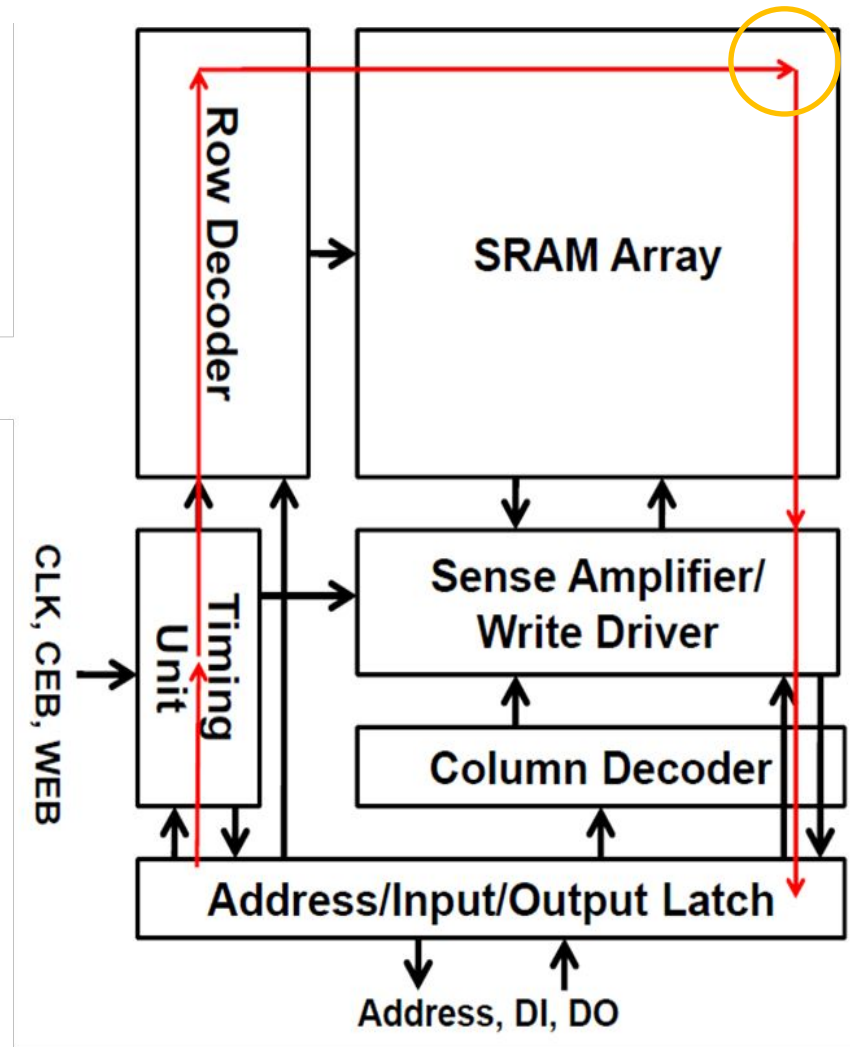 Row Decoder
SRAM Array
CLK, CEB, WEB
Timing
Unit
Sense Amplifier/
Write Driver
Column Decoder
Address/Input/Output Latch
Address, DI, DO